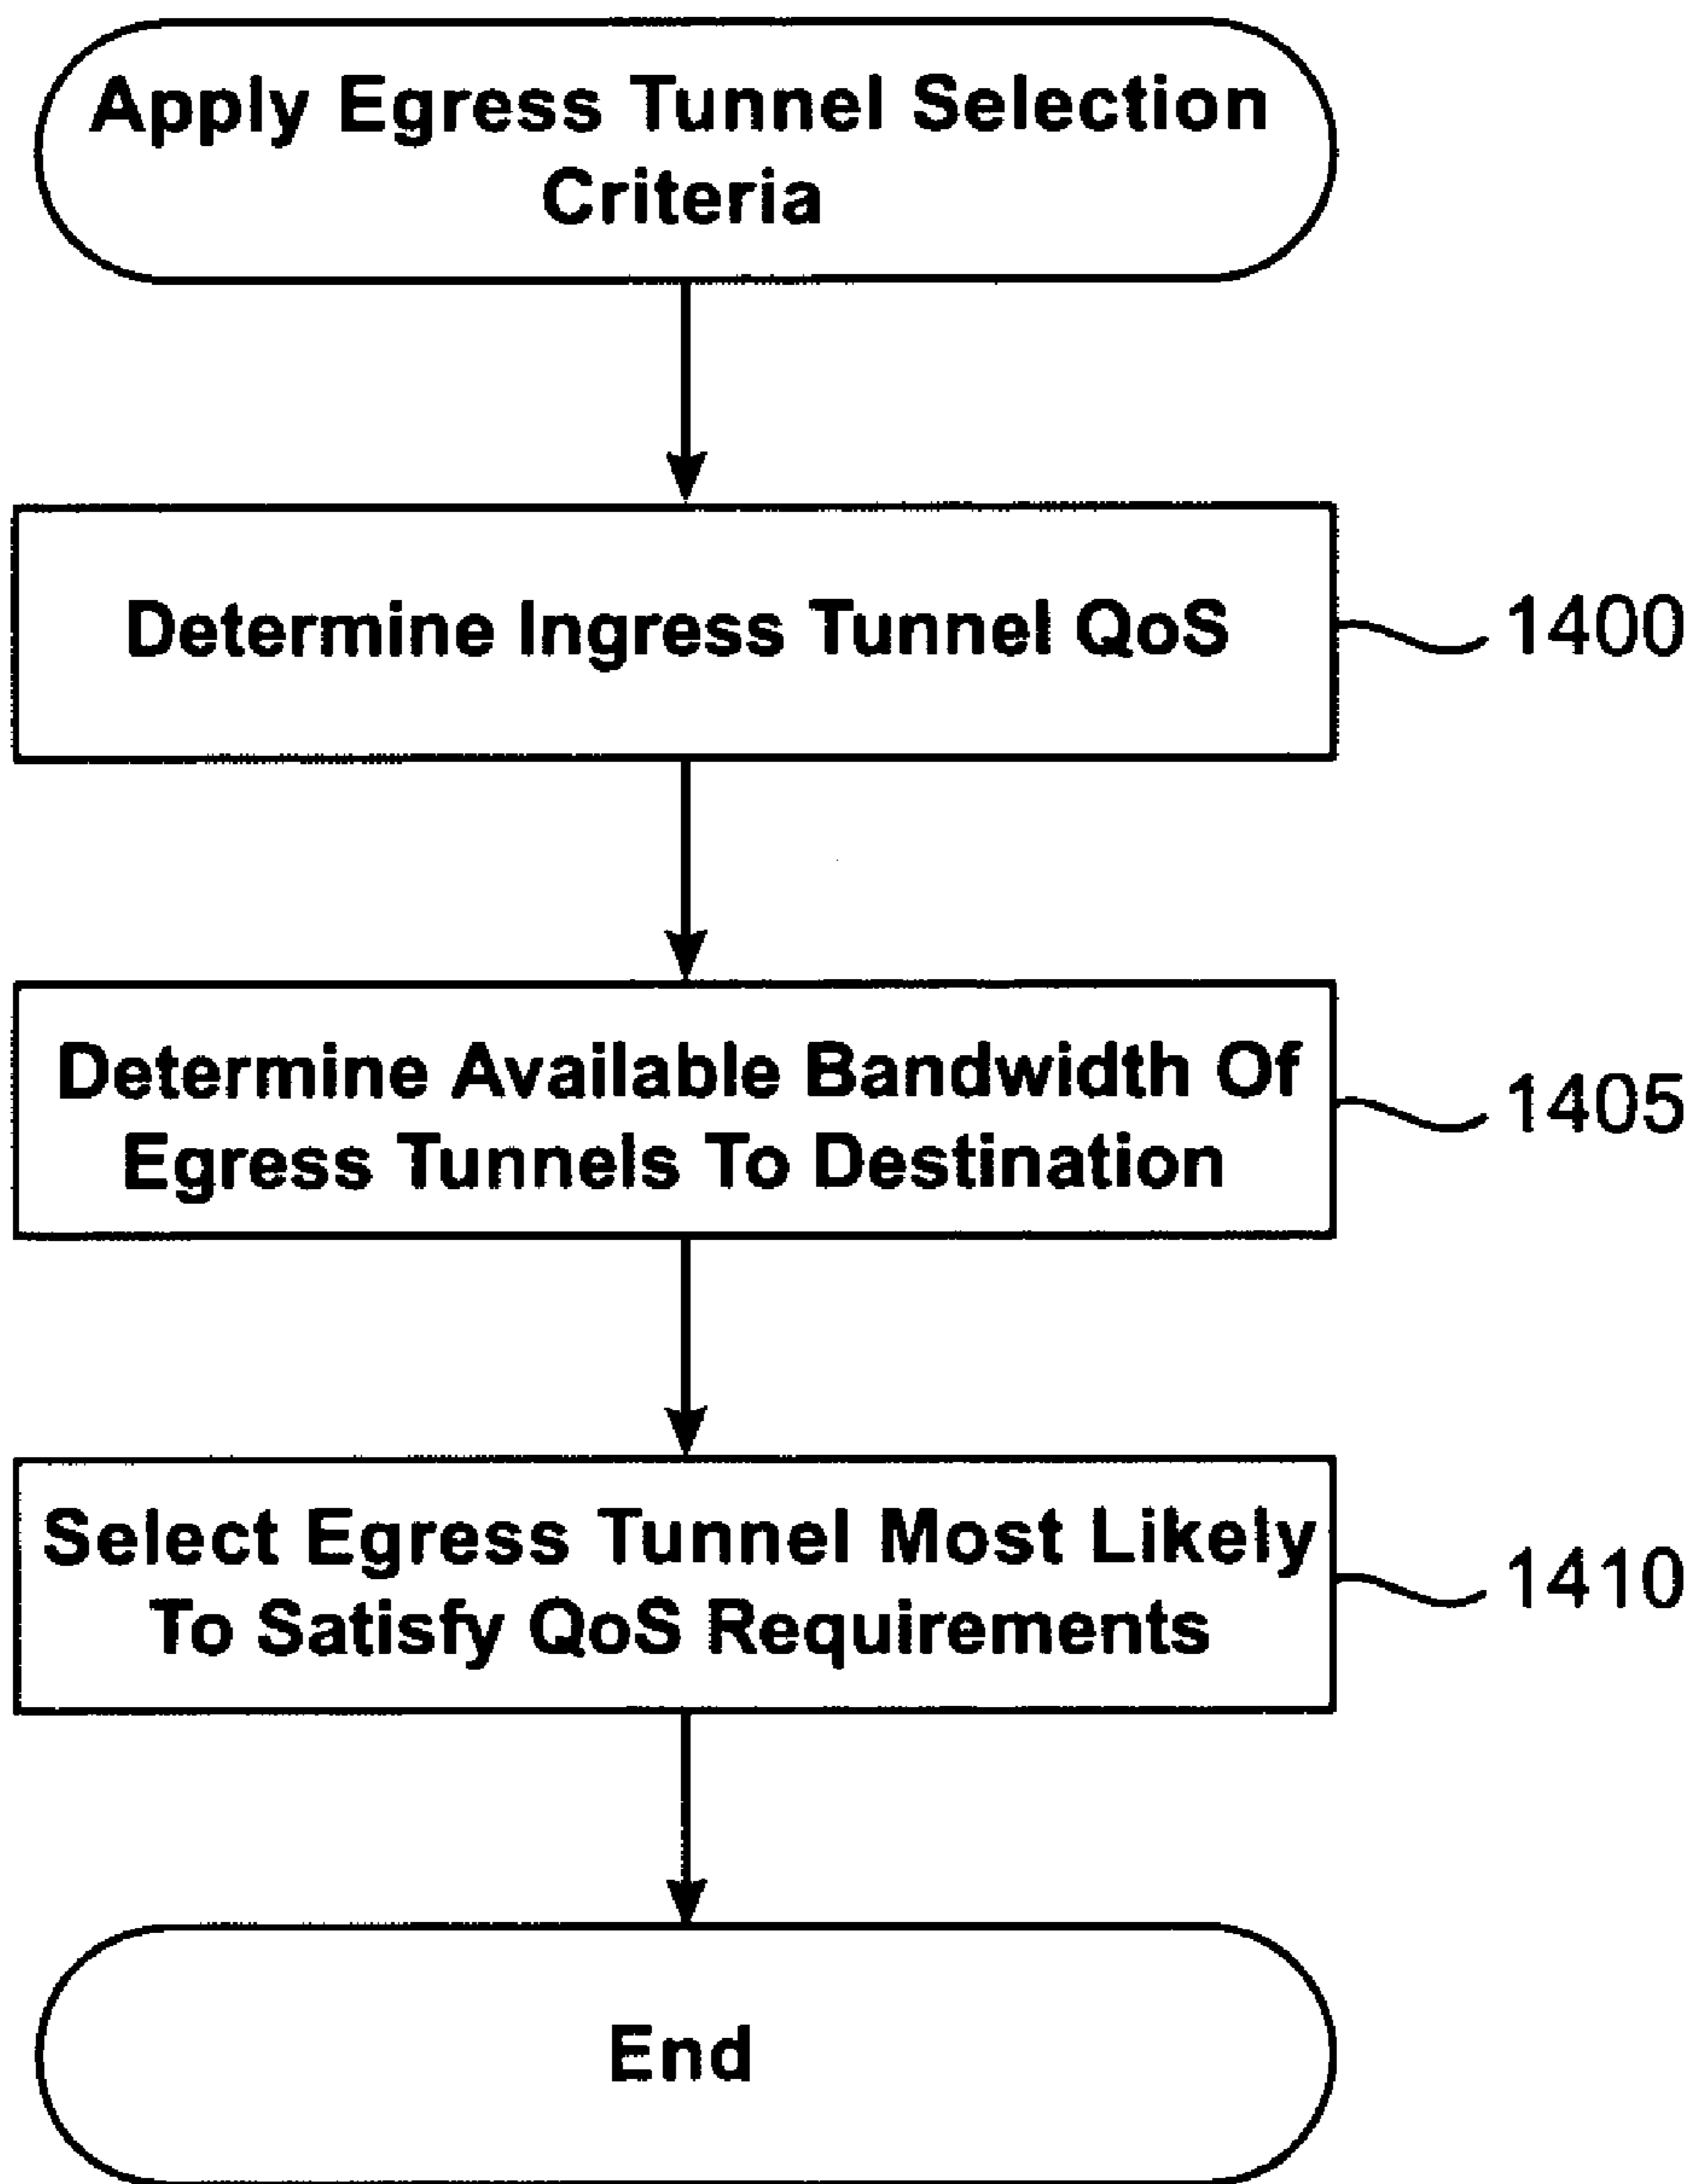 Apply Egress Tunnel Selection
Criteria
Determine Ingress Tunnel QoS
1400
Determine Available Bandwidth Of
Egress Tunnels To Destination
1405
Select Egress Tunnel Most Likely
To Satisfy QoS Requirements
1410
End